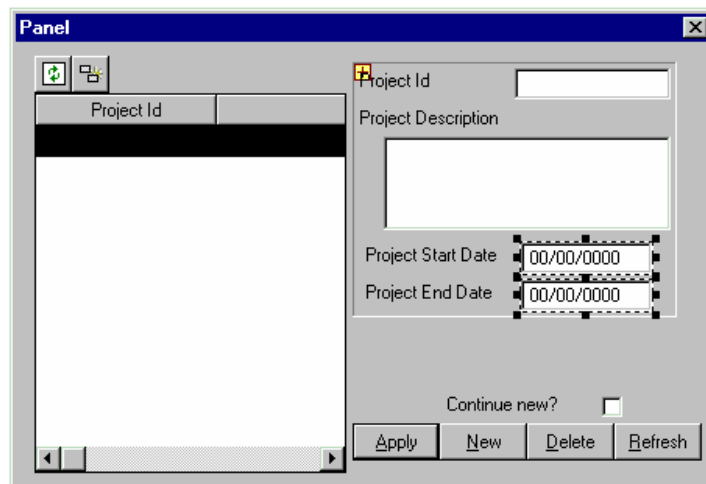 Panel
Project Id
Project Id
Project Description
Project Start Date 00/00/0000
Project End Date 00/00/0000
Continue new?
Apply New Delete Refresh